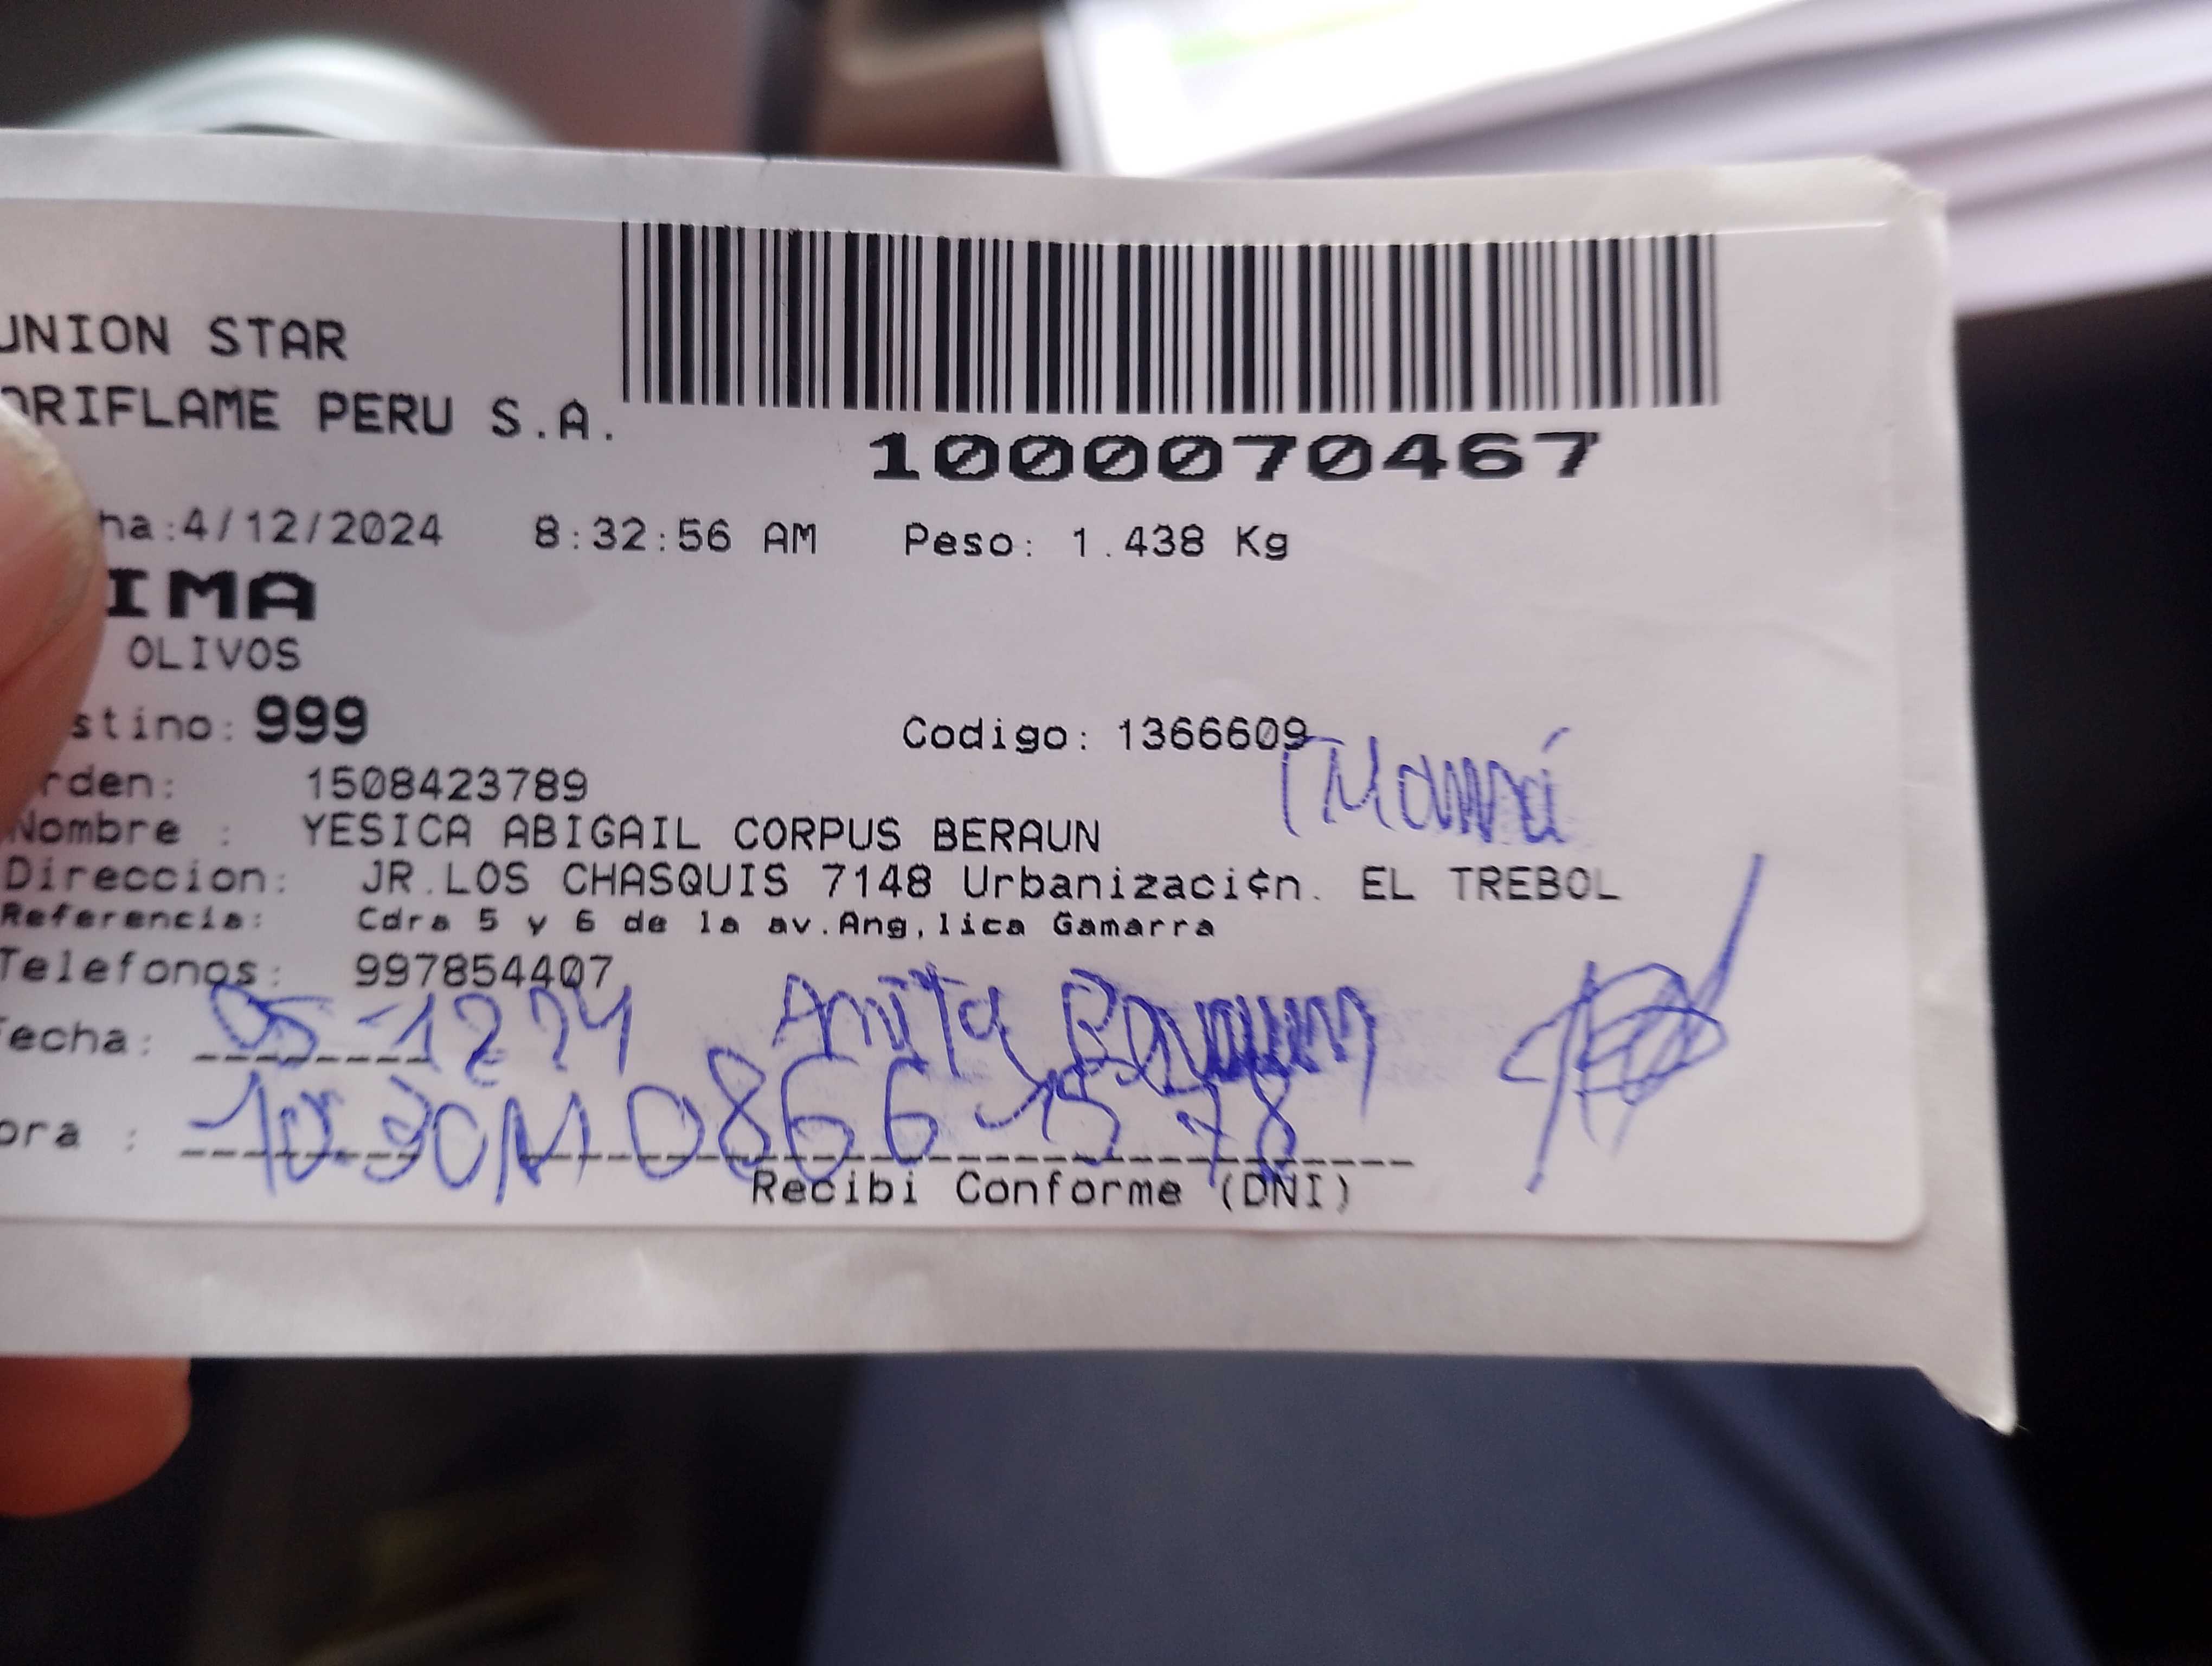 UNION STAR
ORIFLAME PERU S.A.
1000070467
ha:4/12/2024 8:32:56 AM Peso: 1.438 Kg
IMA
OLIVOS
stino: 999 Codigo: 1366609
rden: 1508423789 Mamá
Nombre : YESICA ABIGAIL CORPUS BERAUN
Direccion: JR.LOS CHASQUIS 7148 Urbanizaci¢n. EL TREBOL
Referencia: Cdra 5 y 6 de la av.Ang,lica Gamarra
Telefonos: 997854407
echa: 05-12 24 Anita
ora : 10:30 08661578
Recibi Conforme (DNI)